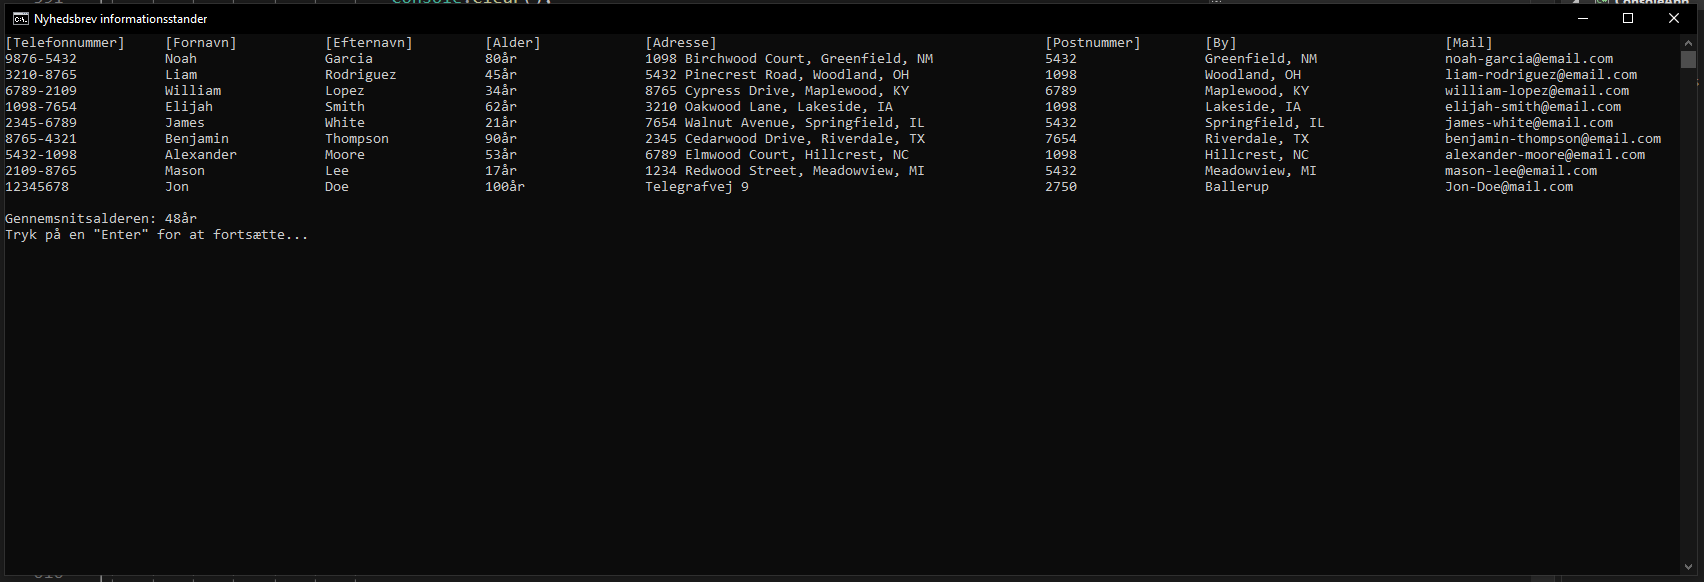 Console.Clear();
Nyhedsbrev informationsstander
[Telefonnummer] [Fornavn] [Efternavn] [Alder] [Adresse] [Postnummer] [By] [Mail]
9876-5432 Noah Garcia 80år 1098 Birchwood Court, Greenfield, NM 5432 Greenfield, NM noah-garcia@email.com
3210-8765 Liam Rodriguez 45år 5432 Pinecrest Road, Woodland, OH 1098 Woodland, OH liam-rodriguez@email.com
6789-2109 William Lopez 34år 8765 Cypress Drive, Maplewood, KY 6789 Maplewood, KY william-lopez@email.com
1098-7654 Elijah Smith 62år 3210 Oakwood Lane, Lakeside, IA 1098 Lakeside, IA elijah-smith@email.com
2345-6789 James White 21år 7654 Walnut Avenue, Springfield, IL 5432 Springfield, IL james-white@email.com
8765-4321 Benjamin Thompson 90år 2345 Cedarwood Drive, Riverdale, TX 7654 Riverdale, TX benjamin-thompson@email.com
5432-1098 Alexander Moore 53år 6789 Elmwood Court, Hillcrest, NC 1098 Hillcrest, NC alexander-moore@email.com
2109-8765 Mason Lee 17år 1234 Redwood Street, Meadowview, MI 5432 Meadowview, MI mason-lee@email.com
12345678 Jon Doe 100år Telegrafvej 9 2750 Ballerup Jon-Doe@mail.com
Gennemsnitsalderen: 48år
Tryk på en "Enter" for at fortsætte...